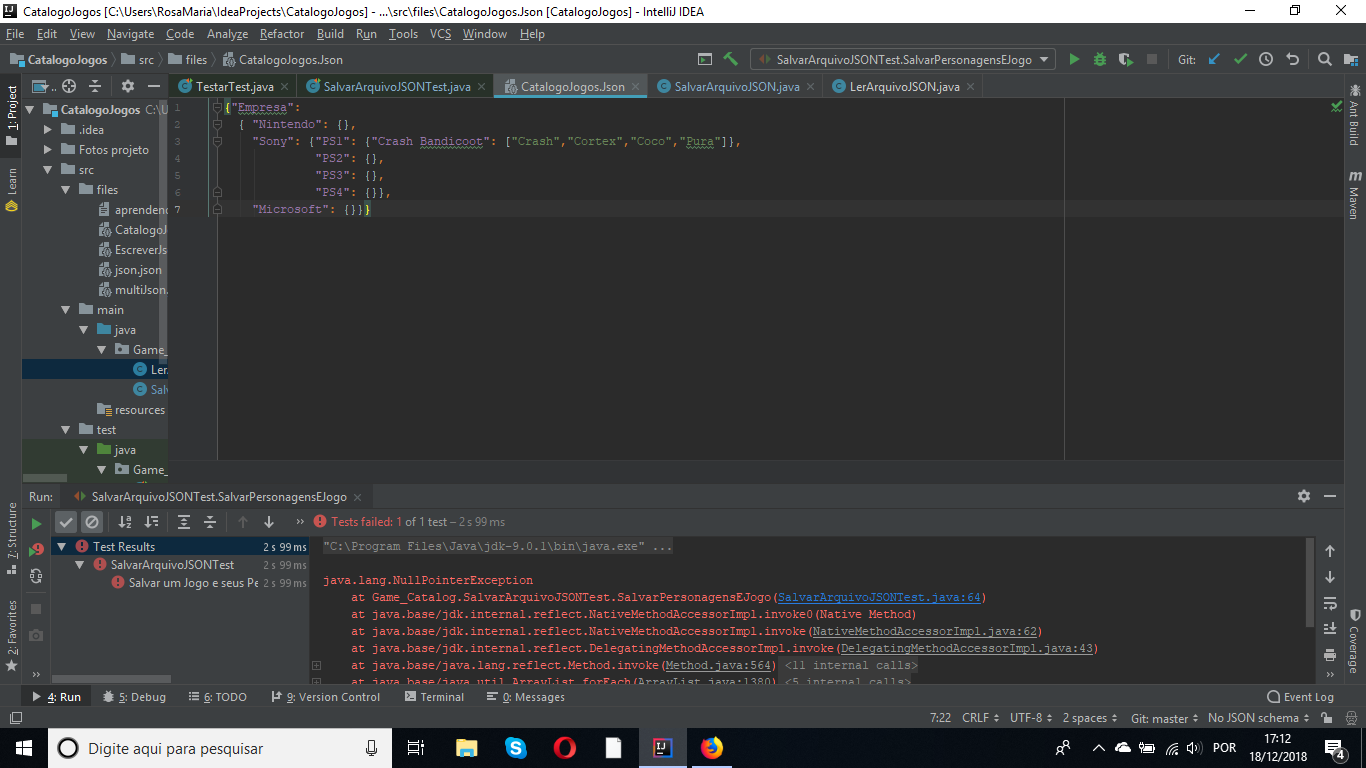 CatalogoJogos [C:\Users\RosaMaria\IdeaProjects\CatalogoJogos] - ...\src\files\CatalogoJogos.Json [CatalogoJogos] - IntelliJ IDEA
File Edit View Navigate Code Analyze Refactor Build Run Tools VCS Window Help
CatalogoJogos src files CatalogoJogos.Json SalvarArquivoJSONTest.SalvarPersonagensEJogo Git:
TestarTest.java SalvarArquivoJSONTest.java CatalogoJogos.Json SalvarArquivoJSON.java LerArquivoJSON.java
1: Project
Learn
7: Structure
2: Favorites
CatalogoJogos C:\U
.idea
Fotos projeto
src
files
aprendenc
CatalogoJ
EscreverJs
json.json
multiJson.
main
java
Game_
Ler
Salv
resources
test
java
Game_
1 {"Empresa":
2 { "Nintendo": {},
3 "Sony": {"PS1": {"Crash Bandicoot": ["Crash","Cortex","Coco","Pura"]},
4 "PS2": {},
5 "PS3": {},
6 "PS4": {}},
7 "Microsoft": {}}}
Ant Build
Maven
Coverage
Run: SalvarArquivoJSONTest.SalvarPersonagensEJogo
Tests failed: 1 of 1 test – 2 s 99 ms
Test Results 2 s 99 ms
SalvarArquivoJSONTest 2 s 99 ms
Salvar um Jogo e seus Pe 2 s 99 ms
"C:\Program Files\Java\jdk-9.0.1\bin\java.exe" ...
java.lang.NullPointerException
at Game_Catalog.SalvarArquivoJSONTest.SalvarPersonagensEJogo(SalvarArquivoJSONTest.java:64)
at java.base/jdk.internal.reflect.NativeMethodAccessorImpl.invoke0(Native Method)
at java.base/jdk.internal.reflect.NativeMethodAccessorImpl.invoke(NativeMethodAccessorImpl.java:62)
at java.base/jdk.internal.reflect.DelegatingMethodAccessorImpl.invoke(DelegatingMethodAccessorImpl.java:43)
at java.base/java.lang.reflect.Method.invoke(Method.java:564) <11 internal calls>
at java.base/java.util.ArrayList.forEach(ArrayList.java:1380) <5 internal calls>
4: Run 5: Debug 6: TODO 9: Version Control Terminal 0: Messages Event Log
7:22 CRLF UTF-8 2 spaces Git: master No JSON schema
Digite aqui para pesquisar
POR
17:12
18/12/2018
4